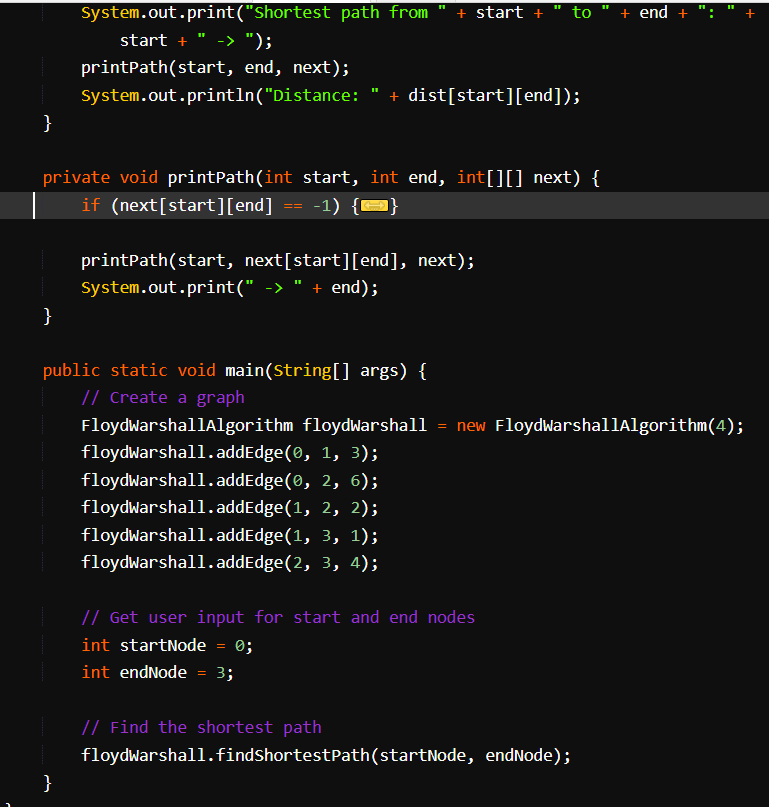 System.out.print("Shortest path from " + start + " to " + end + ": " +
start + " -> ");
printPath(start, end, next);
System.out.println("Distance: " + dist[start][end]);
}
private void printPath(int start, int end, int[][] next) {
if (next[start][end] == -1) {}
printPath(start, next[start][end], next);
System.out.print(" -> " + end);
}
public static void main(String[] args) {
// Create a graph
FloydWarshallAlgorithm floydWarshall = new FloydWarshallAlgorithm(4);
floydWarshall.addEdge(0, 1, 3);
floydWarshall.addEdge(0, 2, 6);
floydWarshall.addEdge(1, 2, 2);
floydWarshall.addEdge(1, 3, 1);
floydWarshall.addEdge(2, 3, 4);
// Get user input for start and end nodes
int startNode = 0;
int endNode = 3;
// Find the shortest path
floydWarshall.findShortestPath(startNode, endNode);
}